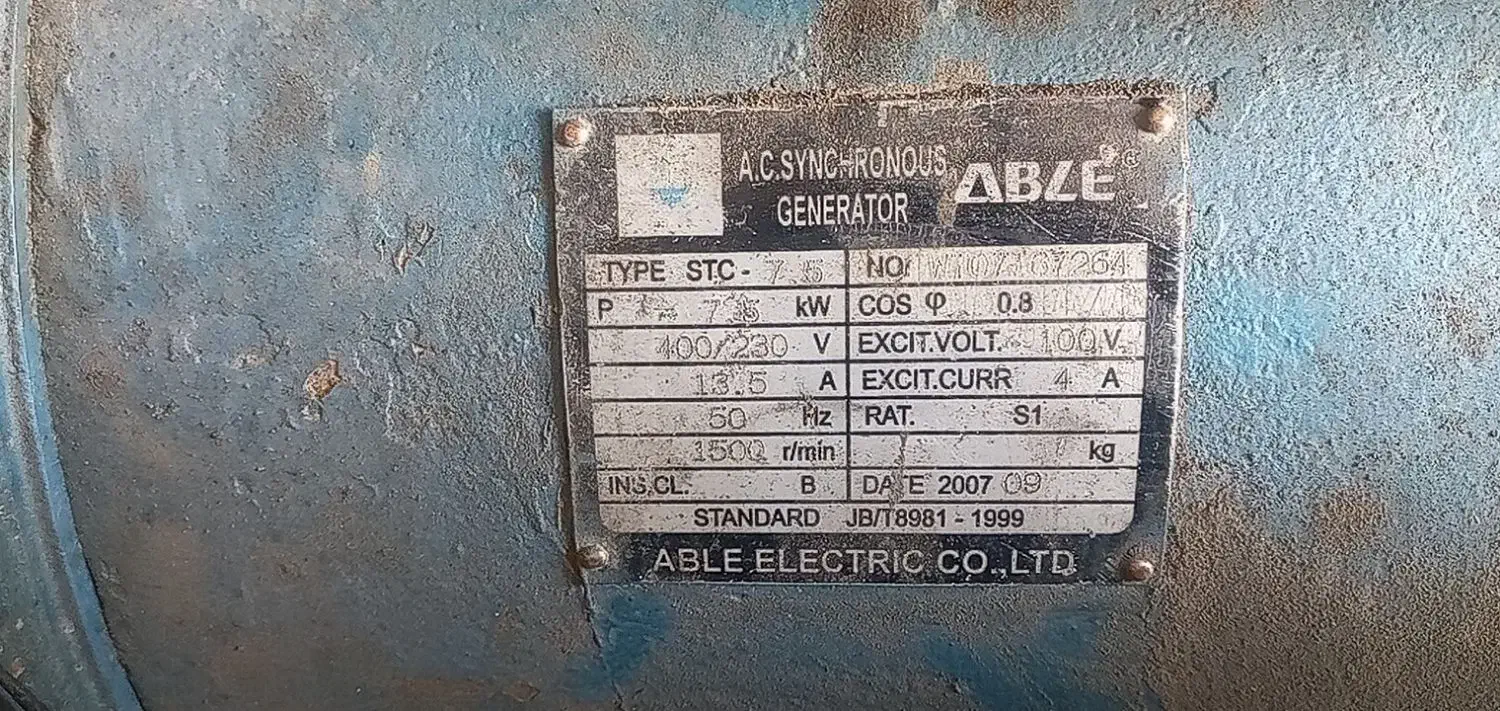 A.C.SYNCHRONOUS
GENERATOR
ABLE
TYPE STC- 7.5 NO
P 7.5 kW COS φ 0.8
400/230 V EXCIT.VOLT. 100 V
13.5 A EXCIT.CURR 4 A
50 Hz RAT. S1
1500 r/min kg
INS.CL. B DATE 2007 09
STANDARD JB/T8981 - 1999
ABLE ELECTRIC CO.,LTD